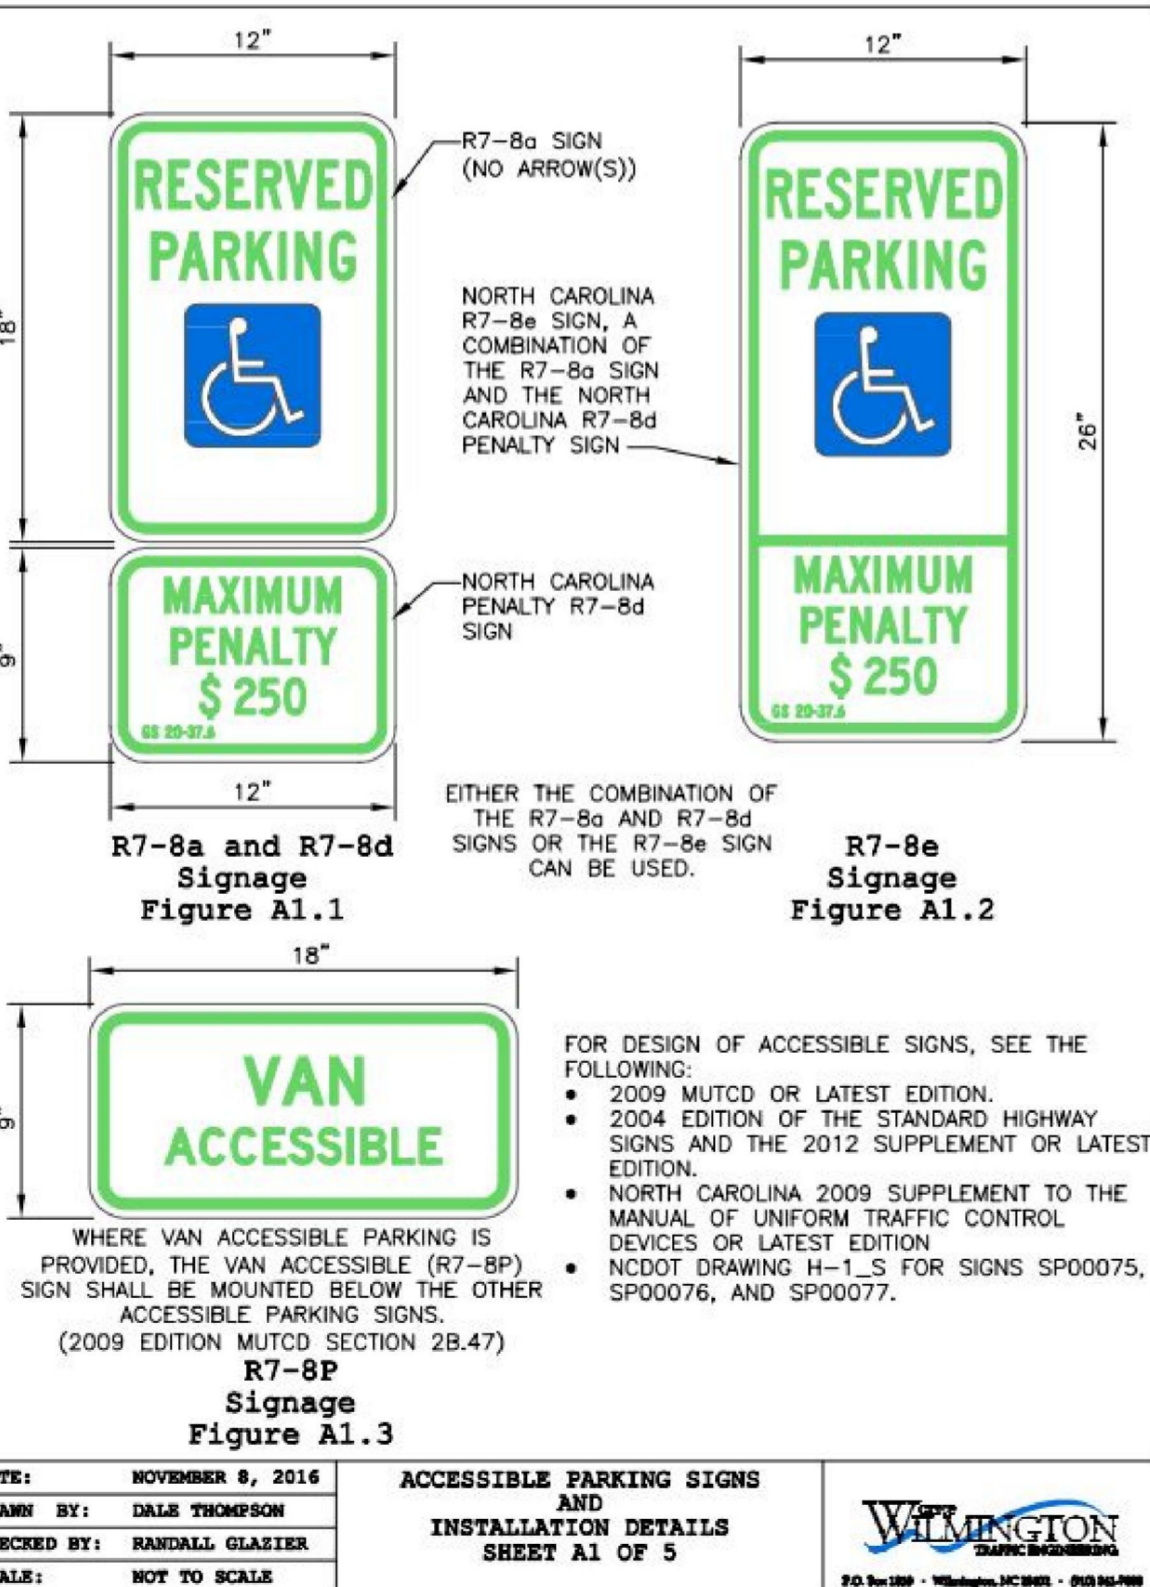 12"
RESERVED
PARKING
18"
R7-8a SIGN
(NO ARROW(S))
NORTH CAROLINA
R7-8e SIGN, A
COMBINATION OF
THE R7-8a SIGN
AND THE NORTH
CAROLINA R7-8d
PENALTY SIGN
12"
RESERVED
PARKING
26"
MAXIMUM
PENALTY
$ 250
GS 20-37.6
9"
12"
NORTH CAROLINA
PENALTY R7-8d
SIGN
MAXIMUM
PENALTY
$ 250
GS 20-37.6
R7-8a and R7-8d
Signage
Figure A1.1
EITHER THE COMBINATION OF
THE R7-8a AND R7-8d
SIGNS OR THE R7-8e SIGN
CAN BE USED.
R7-8e
Signage
Figure A1.2
18"
9"
VAN
ACCESSIBLE
WHERE VAN ACCESSIBLE PARKING IS
PROVIDED, THE VAN ACCESSIBLE (R7-8P)
SIGN SHALL BE MOUNTED BELOW THE OTHER
ACCESSIBLE PARKING SIGNS.
(2009 EDITION MUTCD SECTION 2B.47)
R7-8P
Signage
Figure A1.3
FOR DESIGN OF ACCESSIBLE SIGNS, SEE THE
FOLLOWING:
• 2009 MUTCD OR LATEST EDITION.
• 2004 EDITION OF THE STANDARD HIGHWAY
SIGNS AND THE 2012 SUPPLEMENT OR LATEST
EDITION.
• NORTH CAROLINA 2009 SUPPLEMENT TO THE
MANUAL OF UNIFORM TRAFFIC CONTROL
DEVICES OR LATEST EDITION
• NCDOT DRAWING H-1_S FOR SIGNS SP00075,
SP00076, AND SP00077.
TE: NOVEMBER 8, 2016
AWN BY: DALE THOMPSON
ECKED BY: RANDALL GLAZIER
ALE: NOT TO SCALE
ACCESSIBLE PARKING SIGNS
AND
INSTALLATION DETAILS
SHEET A1 OF 5
WILMINGTON
TRAFFIC ENGINEERING